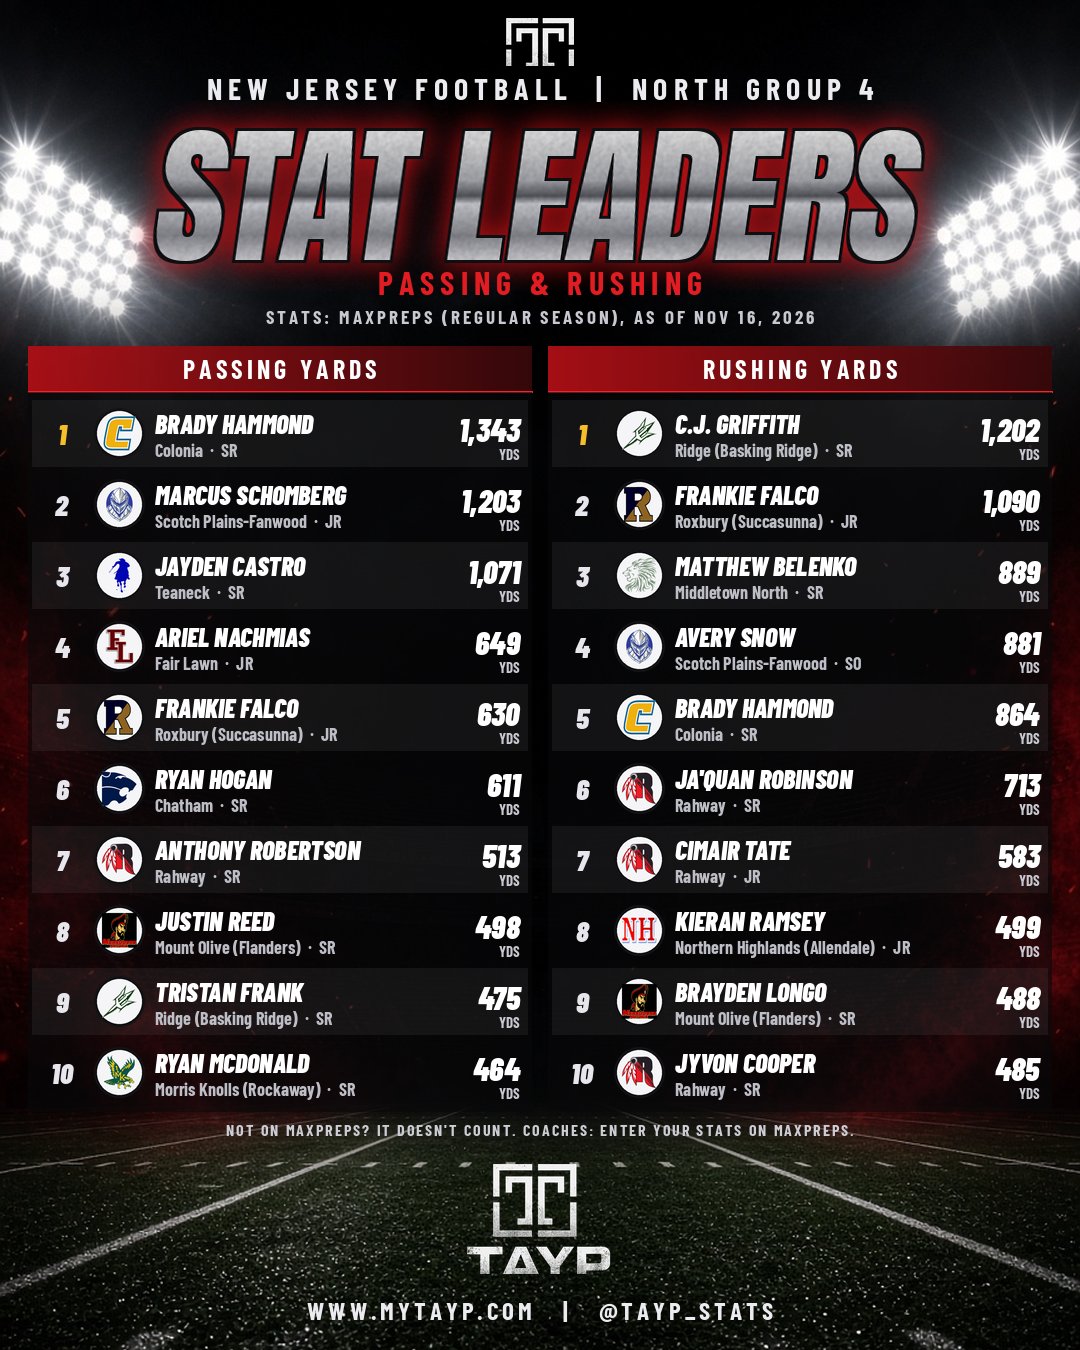 NEW JERSEY FOOTBALL | NORTH GROUP 4
STAT LEADERS
PASSING & RUSHING
STATS: MAXPREPS (REGULAR SEASON), AS OF NOV 16, 2026
PASSING YARDS
1 BRADY HAMMOND 1,343
Colonia · SR YDS
2 MARCUS SCHOMBERG 1,203
Scotch Plains-Fanwood · JR YDS
3 JAYDEN CASTRO 1,071
Teaneck · SR YDS
4 FL ARIEL NACHMIAS 649
Fair Lawn · JR YDS
5 R FRANKIE FALCO 630
Roxbury (Succasunna) · JR YDS
6 RYAN HOGAN 611
Chatham · SR YDS
7 R ANTHONY ROBERTSON 513
Rahway · SR YDS
8 JUSTIN REED 498
Mount Olive (Flanders) · SR YDS
9 TRISTAN FRANK 475
Ridge (Basking Ridge) · SR YDS
10 RYAN MCDONALD 464
Morris Knolls (Rockaway) · SR YDS
RUSHING YARDS
1 C.J. GRIFFITH 1,202
Ridge (Basking Ridge) · SR YDS
2 R FRANKIE FALCO 1,090
Roxbury (Succasunna) · JR YDS
3 MATTHEW BELENKO 889
Middletown North · SR YDS
4 AVERY SNOW 881
Scotch Plains-Fanwood · SO YDS
5 C BRADY HAMMOND 864
Colonia · SR YDS
6 R JA'QUAN ROBINSON 713
Rahway · SR YDS
7 R CIMAIR TATE 583
Rahway · JR YDS
8 NH KIERAN RAMSEY 499
Northern Highlands (Allendale) · JR YDS
9 BRAYDEN LONGO 488
Mount Olive (Flanders) · SR YDS
10 R JYVON COOPER 485
Rahway · SR YDS
NOT ON MAXPREPS? IT DOESN'T COUNT. COACHES: ENTER YOUR STATS ON MAXPREPS.
TAYP
WWW.MYTAYP.COM | @TAYP_STATS